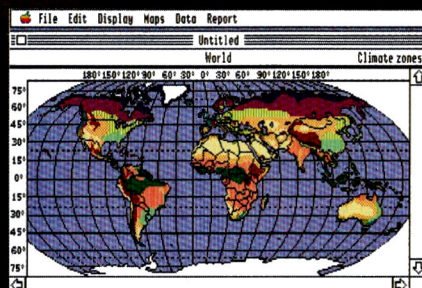 File Edit Display Maps Data Report
Untitled
World Climate zones
180° 150° 120° 90° 60° 30° 0° 30° 60° 90° 120° 150° 180°
75°
60°
45°
30°
15°
0°
15°
30°
45°
60°
75°